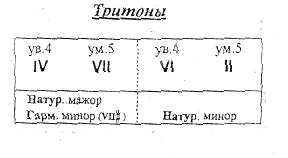 Тритоны
ув.4 ум.5 ув.4 ум.5
IV VII VI II
Натур. мажор
Гарм. минор (VII♯) Натур. минор